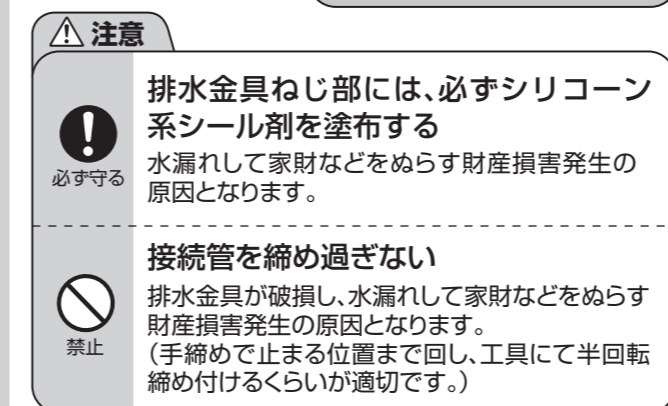 注意
排水金具ねじ部には、必ずシリコーン
系シール剤を塗布する
必ず守る
水漏れして家財などをぬらす財産損害発生の
原因となります。
接続管を締め過ぎない
排水金具が破損し、水漏れして家財などをぬらす
財産損害発生の原因となります。
禁止
（手締めで止まる位置まで回し、工具にて半回転
締め付けるくらいが適切です。）